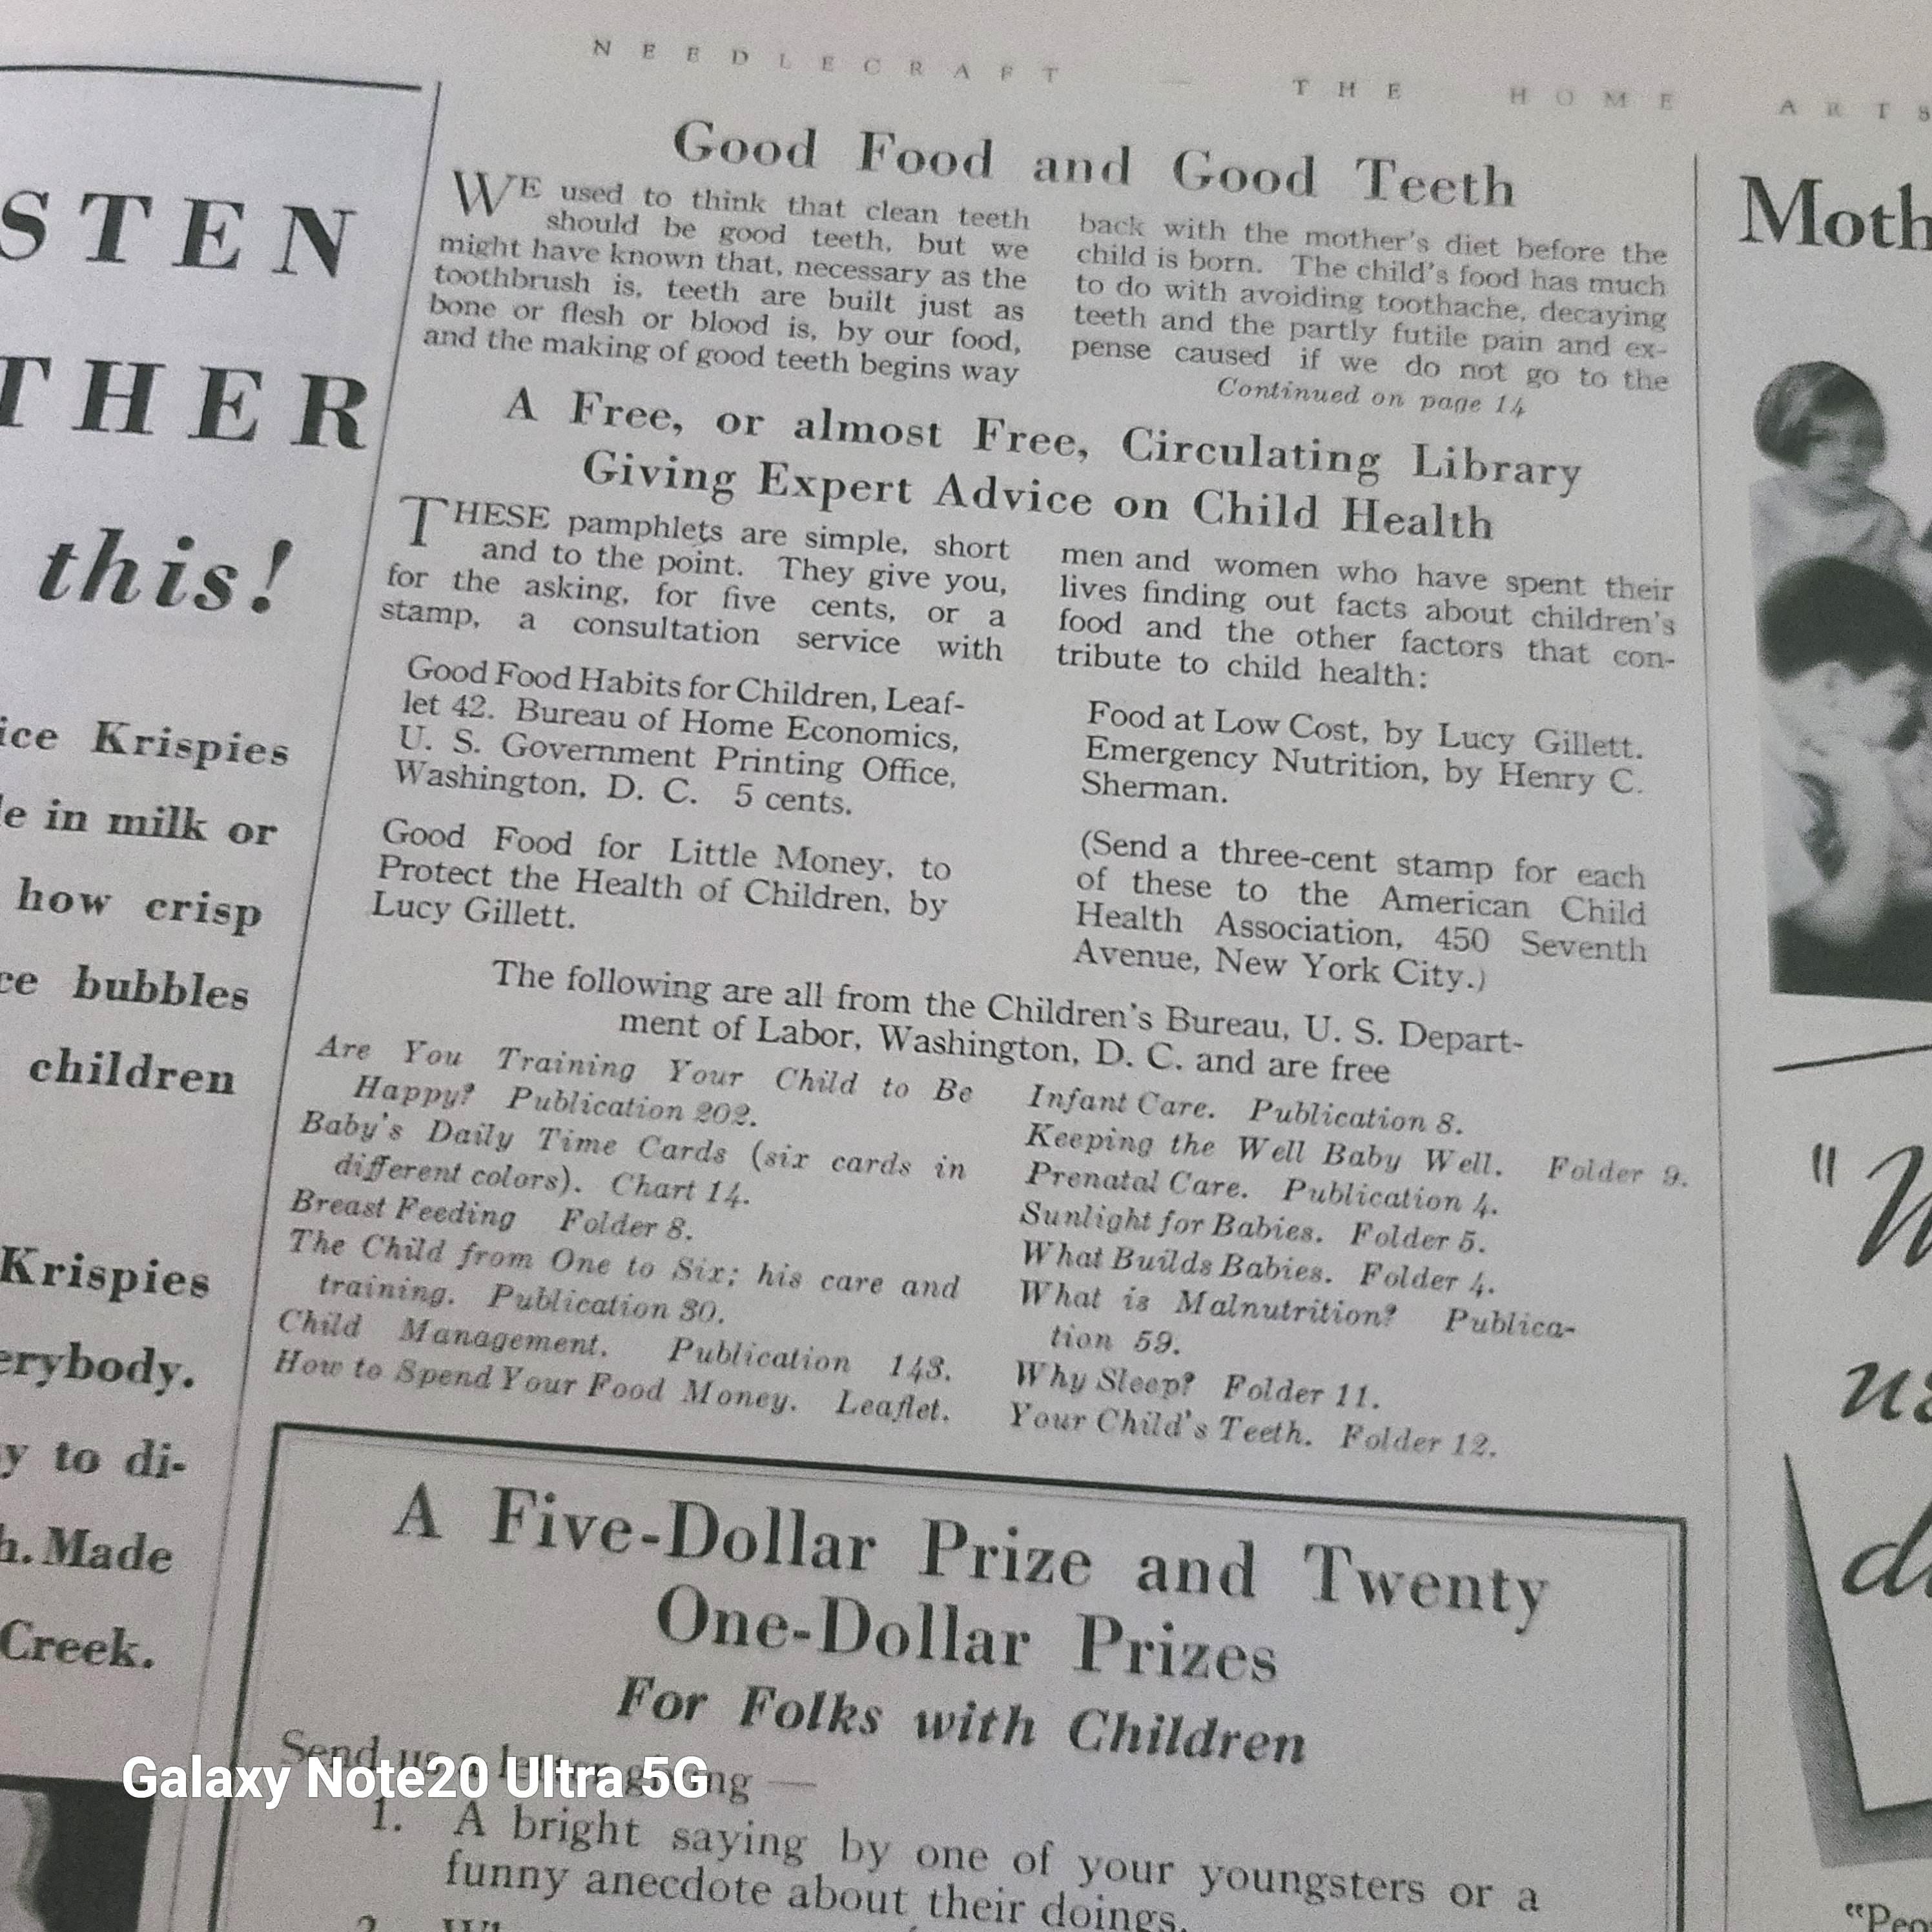 NEEDLECRAFT — THE HOME ARTS
STEN
THER
this!
ice Krispies
in milk or
how crisp
bubbles
children
Krispies
erybody.
to di-
Made
Creek.
Good Food and Good Teeth
WE used to think that clean teeth
should be good teeth, but we
might have known that, necessary as the
toothbrush is, teeth are built just as
bone or flesh or blood is, by our food,
and the making of good teeth begins way
back with the mother's diet before the
child is born. The child's food has much
to do with avoiding toothache, decaying
teeth and the partly futile pain and ex-
pense caused if we do not go to the
Continued on page 14
A Free, or almost Free, Circulating Library
Giving Expert Advice on Child Health
THESE pamphlets are simple, short
and to the point. They give you,
for the asking, for five cents, or a
stamp, a consultation service with
men and women who have spent their
lives finding out facts about children's
food and the other factors that con-
tribute to child health:
Good Food Habits for Children, Leaf-
let 42. Bureau of Home Economics,
U. S. Government Printing Office,
Washington, D. C. 5 cents.
Good Food for Little Money, to
Protect the Health of Children, by
Lucy Gillett.
Food at Low Cost, by Lucy Gillett.
Emergency Nutrition, by Henry C.
Sherman.
(Send a three-cent stamp for each
of these to the American Child
Health Association, 450 Seventh
Avenue, New York City.)
The following are all from the Children's Bureau, U. S. Depart-
ment of Labor, Washington, D. C. and are free
Are You Training Your Child to Be
Happy? Publication 202.
Baby's Daily Time Cards (six cards in
different colors). Chart 14.
Breast Feeding Folder 8.
The Child from One to Six; his care and
training. Publication 30.
Child Management. Publication 143.
How to Spend Your Food Money. Leaflet.
Infant Care. Publication 8.
Keeping the Well Baby Well. Folder 9.
Prenatal Care. Publication 4.
Sunlight for Babies. Folder 5.
What Builds Babies. Folder 4.
What is Malnutrition? Publica-
tion 59.
Why Sleep? Folder 11.
Your Child's Teeth. Folder 12.
A Five-Dollar Prize and Twenty
One-Dollar Prizes
For Folks with Children
Send us a letter giving —
1. A bright saying by one of your youngsters or a
funny anecdote about their doings.
Moth
Galaxy Note20 Ultra 5G